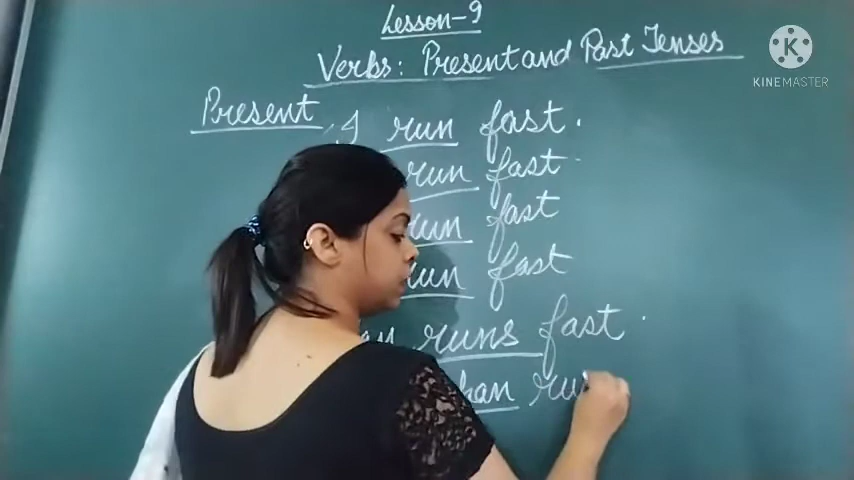 Lesson-9
Verbs: Present and Past Tenses
KINEMASTER
Present : I run fast.
run fast.
run fast
run fast
runs fast.
run